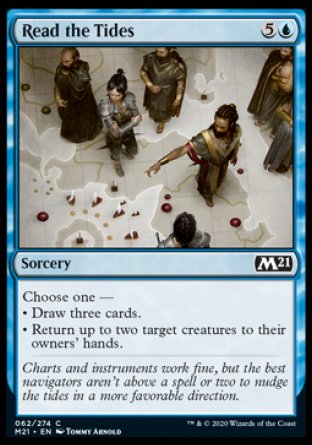 Read the Tides 5
Sorcery M21
Choose one —
• Draw three cards.
• Return up to two target creatures to their
owners' hands.
Charts and instruments work fine, but the best
navigators aren't above a spell or two to nudge
the tides in a more favorable direction.
062/274 C
M21 • EN TOMMY ARNOLD ™ & © 2020 Wizards of the Coast